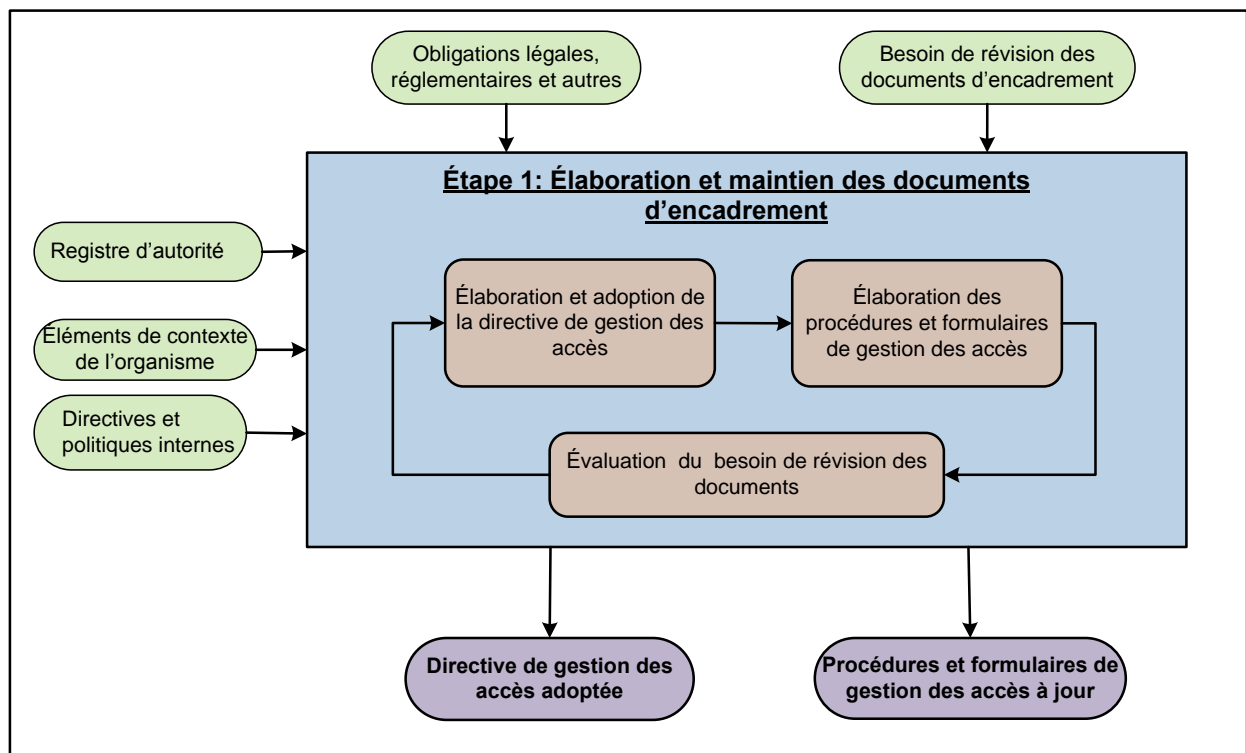 Obligations légales,
réglementaires et autres
Besoin de révision des
documents d'encadrement
Étape 1: Élaboration et maintien des documents
d'encadrement
Registre d'autorité
Éléments de contexte
de l'organisme
Directives et
politiques internes
Élaboration et adoption de
la directive de gestion des
accès
Élaboration des
procédures et formulaires
de gestion des accès
Évaluation du besoin de révision des
documents
Directive de gestion des
accès adoptée
Procédures et formulaires de
gestion des accès à jour